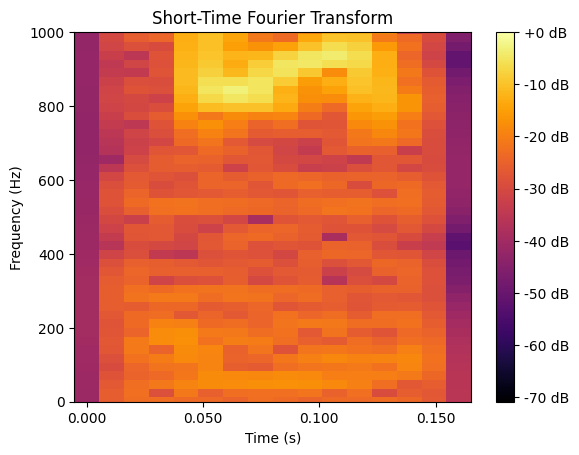 Short-Time Fourier Transform
1000
800
600
400
200
0
Frequency (Hz)
0.000
0.050
0.100
0.150
Time (s)
+0 dB
-10 dB
-20 dB
-30 dB
-40 dB
-50 dB
-60 dB
-70 dB